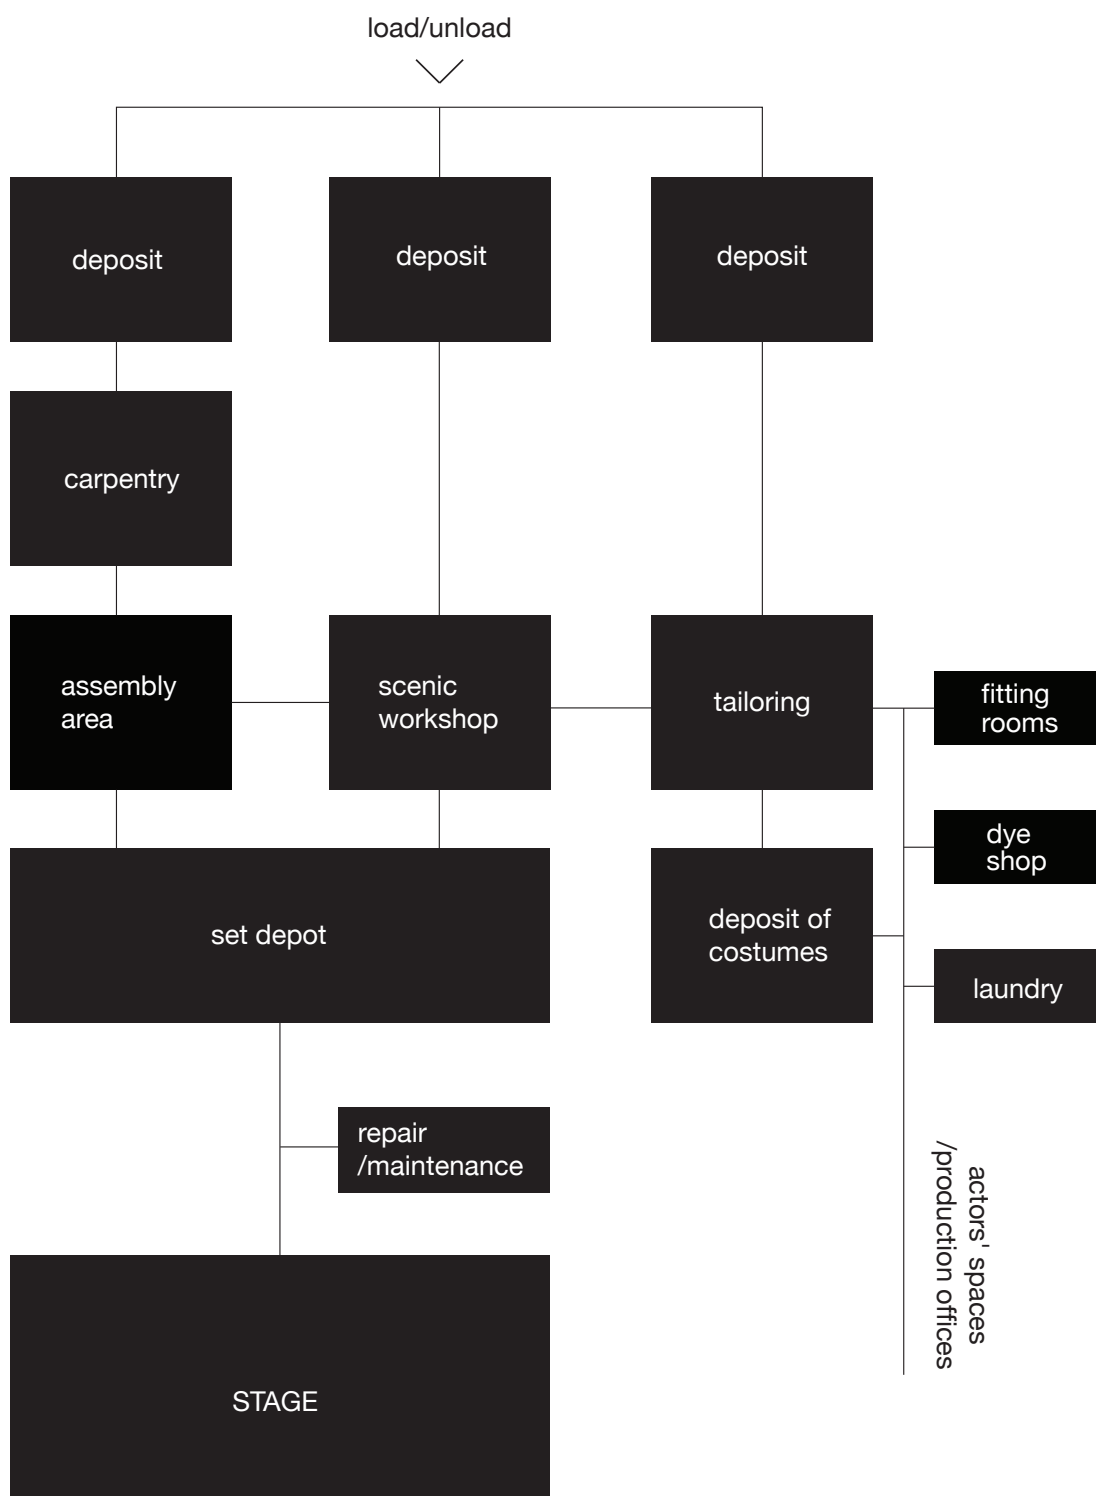 load/unload
deposit
deposit
deposit
carpentry
assembly
area
scenic
workshop
tailoring
fitting
rooms
dye
shop
set depot
deposit of
costumes
laundry
repair
/maintenance
actors' spaces
/production offices
STAGE